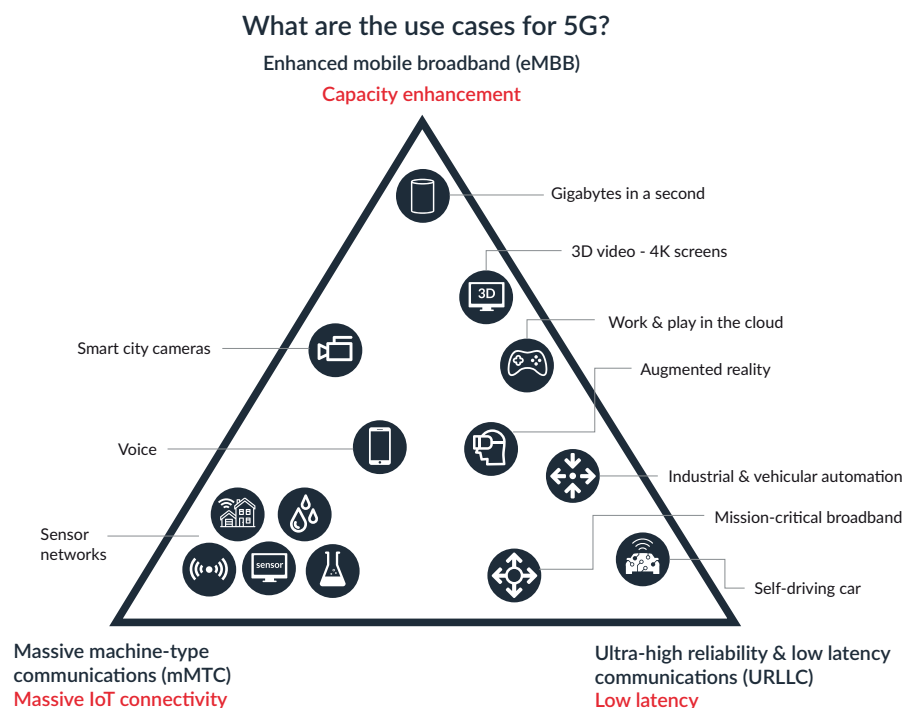 What are the use cases for 5G?
Enhanced mobile broadband (eMBB)
Capacity enhancement
Gigabytes in a second
3D video - 4K screens
3D
Work & play in the cloud
Smart city cameras
Augmented reality
Voice
Industrial & vehicular automation
Mission-critical broadband
Sensor
networks
sensor
Self-driving car
Massive machine-type
communications (mMTC)
Massive IoT connectivity
Ultra-high reliability & low latency
communications (URLLC)
Low latency